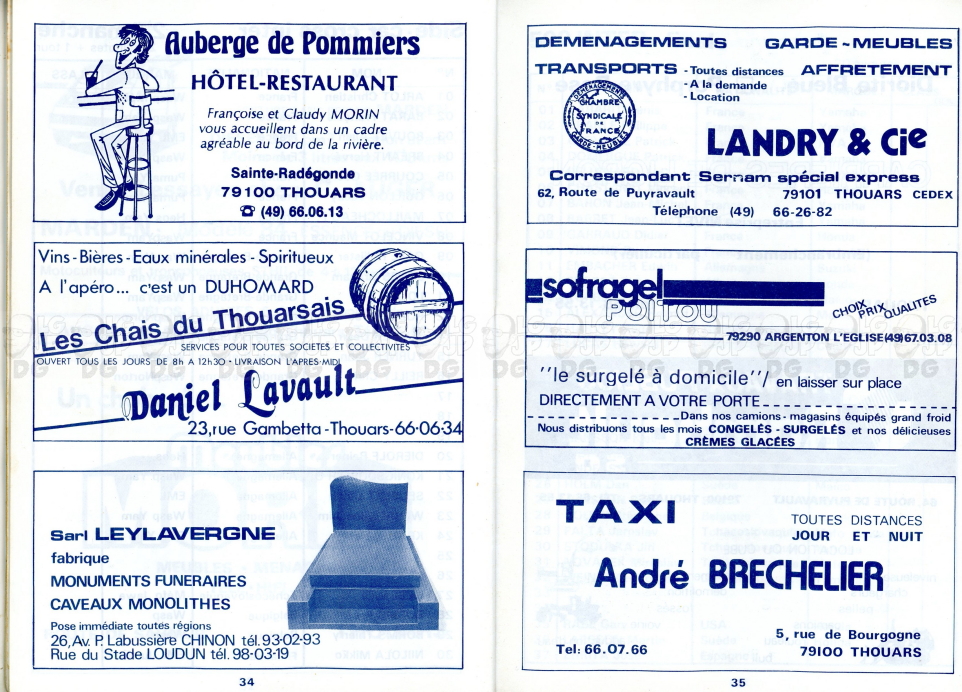 Auberge de Pommiers
HÔTEL-RESTAURANT
Françoise et Claudy MORIN
vous accueillent dans un cadre
agréable au bord de la rivière.
Sainte-Radégonde
79100 THOUARS
☎ (49) 66.06.13
Vins-Bières-Eaux minérales-Spiritueux
A l'apéro... c'est un DUHOMARD
Les Chais du Thouarsais
SERVICES POUR TOUTES SOCIETES ET COLLECTIVITES
OUVERT TOUS LES JOURS DE 8h A 12h30 - LIVRAISON L'APRES-MIDI
Daniel Lavault
23,rue Gambetta-Thouars-66-06-34
Sarl LEYLAVERGNE
fabrique
MONUMENTS FUNERAIRES
CAVEAUX MONOLITHES
Pose immédiate toutes régions
26,Av. P. Labussière CHINON tél.93-02-93
Rue du Stade LOUDUN tél.98-03-19
34
DEMENAGEMENTS GARDE-MEUBLES
TRANSPORTS - Toutes distances AFFRETEMENT
- A la demande
- Location
DÉMÉNAGEMENTS
CHAMBRE
SYNDICALE
DE
FRANCE
GARDE-MEUBLES
LANDRY & Cie
Correspondant Sernam spécial express
62, Route de Puyravault 79101 THOUARS CEDEX
Téléphone (49) 66-26-82
sofragel
POITOU
CHOIX
PRIX
QUALITES
79290 ARGENTON L'EGLISE(49)67.03.08
''le surgelé à domicile''/ en laisser sur place
DIRECTEMENT A VOTRE PORTE
Dans nos camions - magasins équipés grand froid
Nous distribuons tous les mois CONGELÉS - SURGELÉS et nos délicieuses
CRÈMES GLACÉES
TAXI
TOUTES DISTANCES
JOUR ET NUIT
André BRECHELIER
5, rue de Bourgogne
Tel: 66.07.66 79100 THOUARS
35